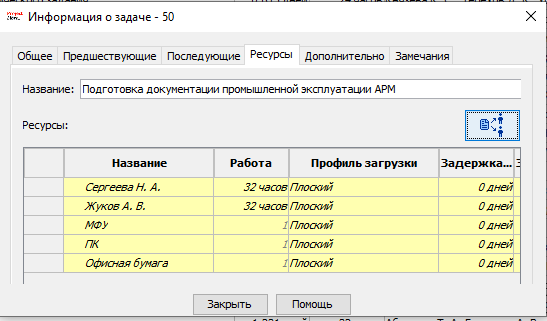 Информация о задаче - 50
Общее Предшествующие Последующие Ресурсы Дополнительно Замечания
Название: Подготовка документации промышленной эксплуатации АРМ
Ресурсы:
Название Работа Профиль загрузки Задержка...
Сергеева Н. А. 32 часов Плоский 0 дней
Жуков А. В. 32 часов Плоский 0 дней
МФУ 1 Плоский 0 дней
ПК 1 Плоский 0 дней
Офисная бумага 1 Плоский 0 дней
Закрыть Помощь